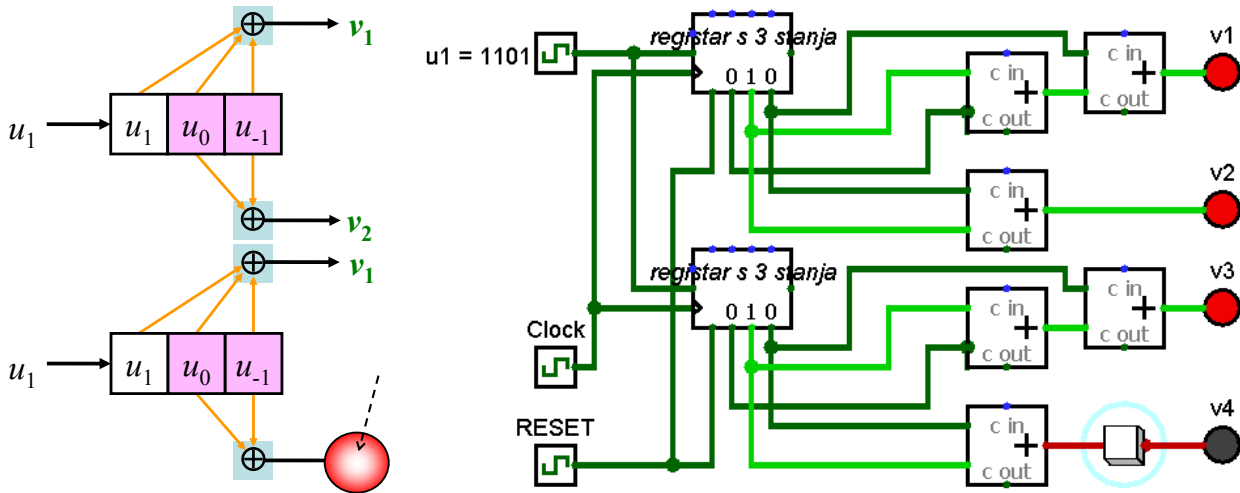 v₁
u₁ u₁ u₀ u₋₁
v₂
v₁
u₁ u₁ u₀ u₋₁
u1 = 1101
registar s 3 stanja
0 1 0
c in
c out
c in
c out
v1
c in
c out
v2
registar s 3 stanja
0 1 0
c in
c out
c in
c out
v3
Clock
RESET
c in
c out
v4